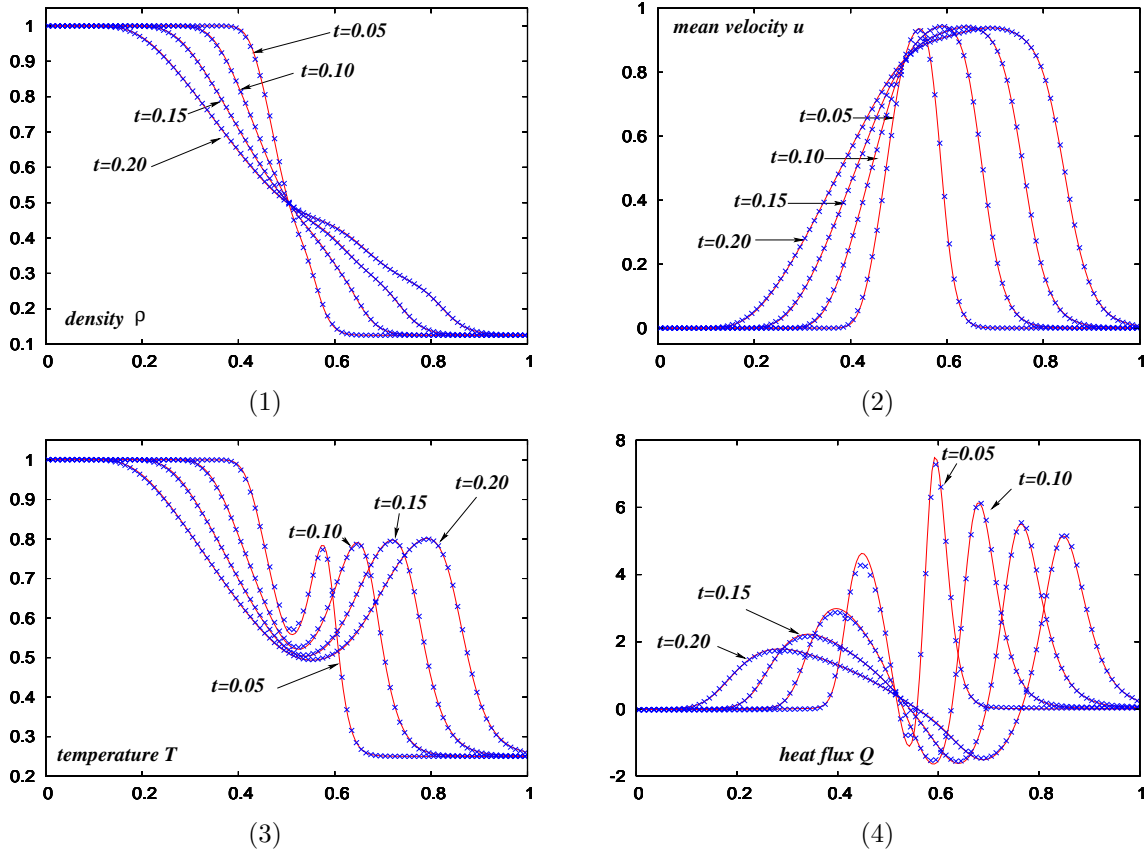 1
0.9
0.8
0.7
0.6
0.5
0.4
0.3
0.2
0.1
0 0.2 0.4 0.6 0.8 1
t=0.05
t=0.10
t=0.15
t=0.20
density ρ
(1)
1
0.8
0.6
0.4
0.2
0
0 0.2 0.4 0.6 0.8 1
mean velocity u
t=0.05
t=0.10
t=0.15
t=0.20
(2)
1
0.9
0.8
0.7
0.6
0.5
0.4
0.3
0.2
0 0.2 0.4 0.6 0.8 1
t=0.20
t=0.15
t=0.10
t=0.05
temperature T
(3)
8
6
4
2
0
-2
0 0.2 0.4 0.6 0.8 1
t=0.05
t=0.10
t=0.15
t=0.20
heat flux Q
(4)